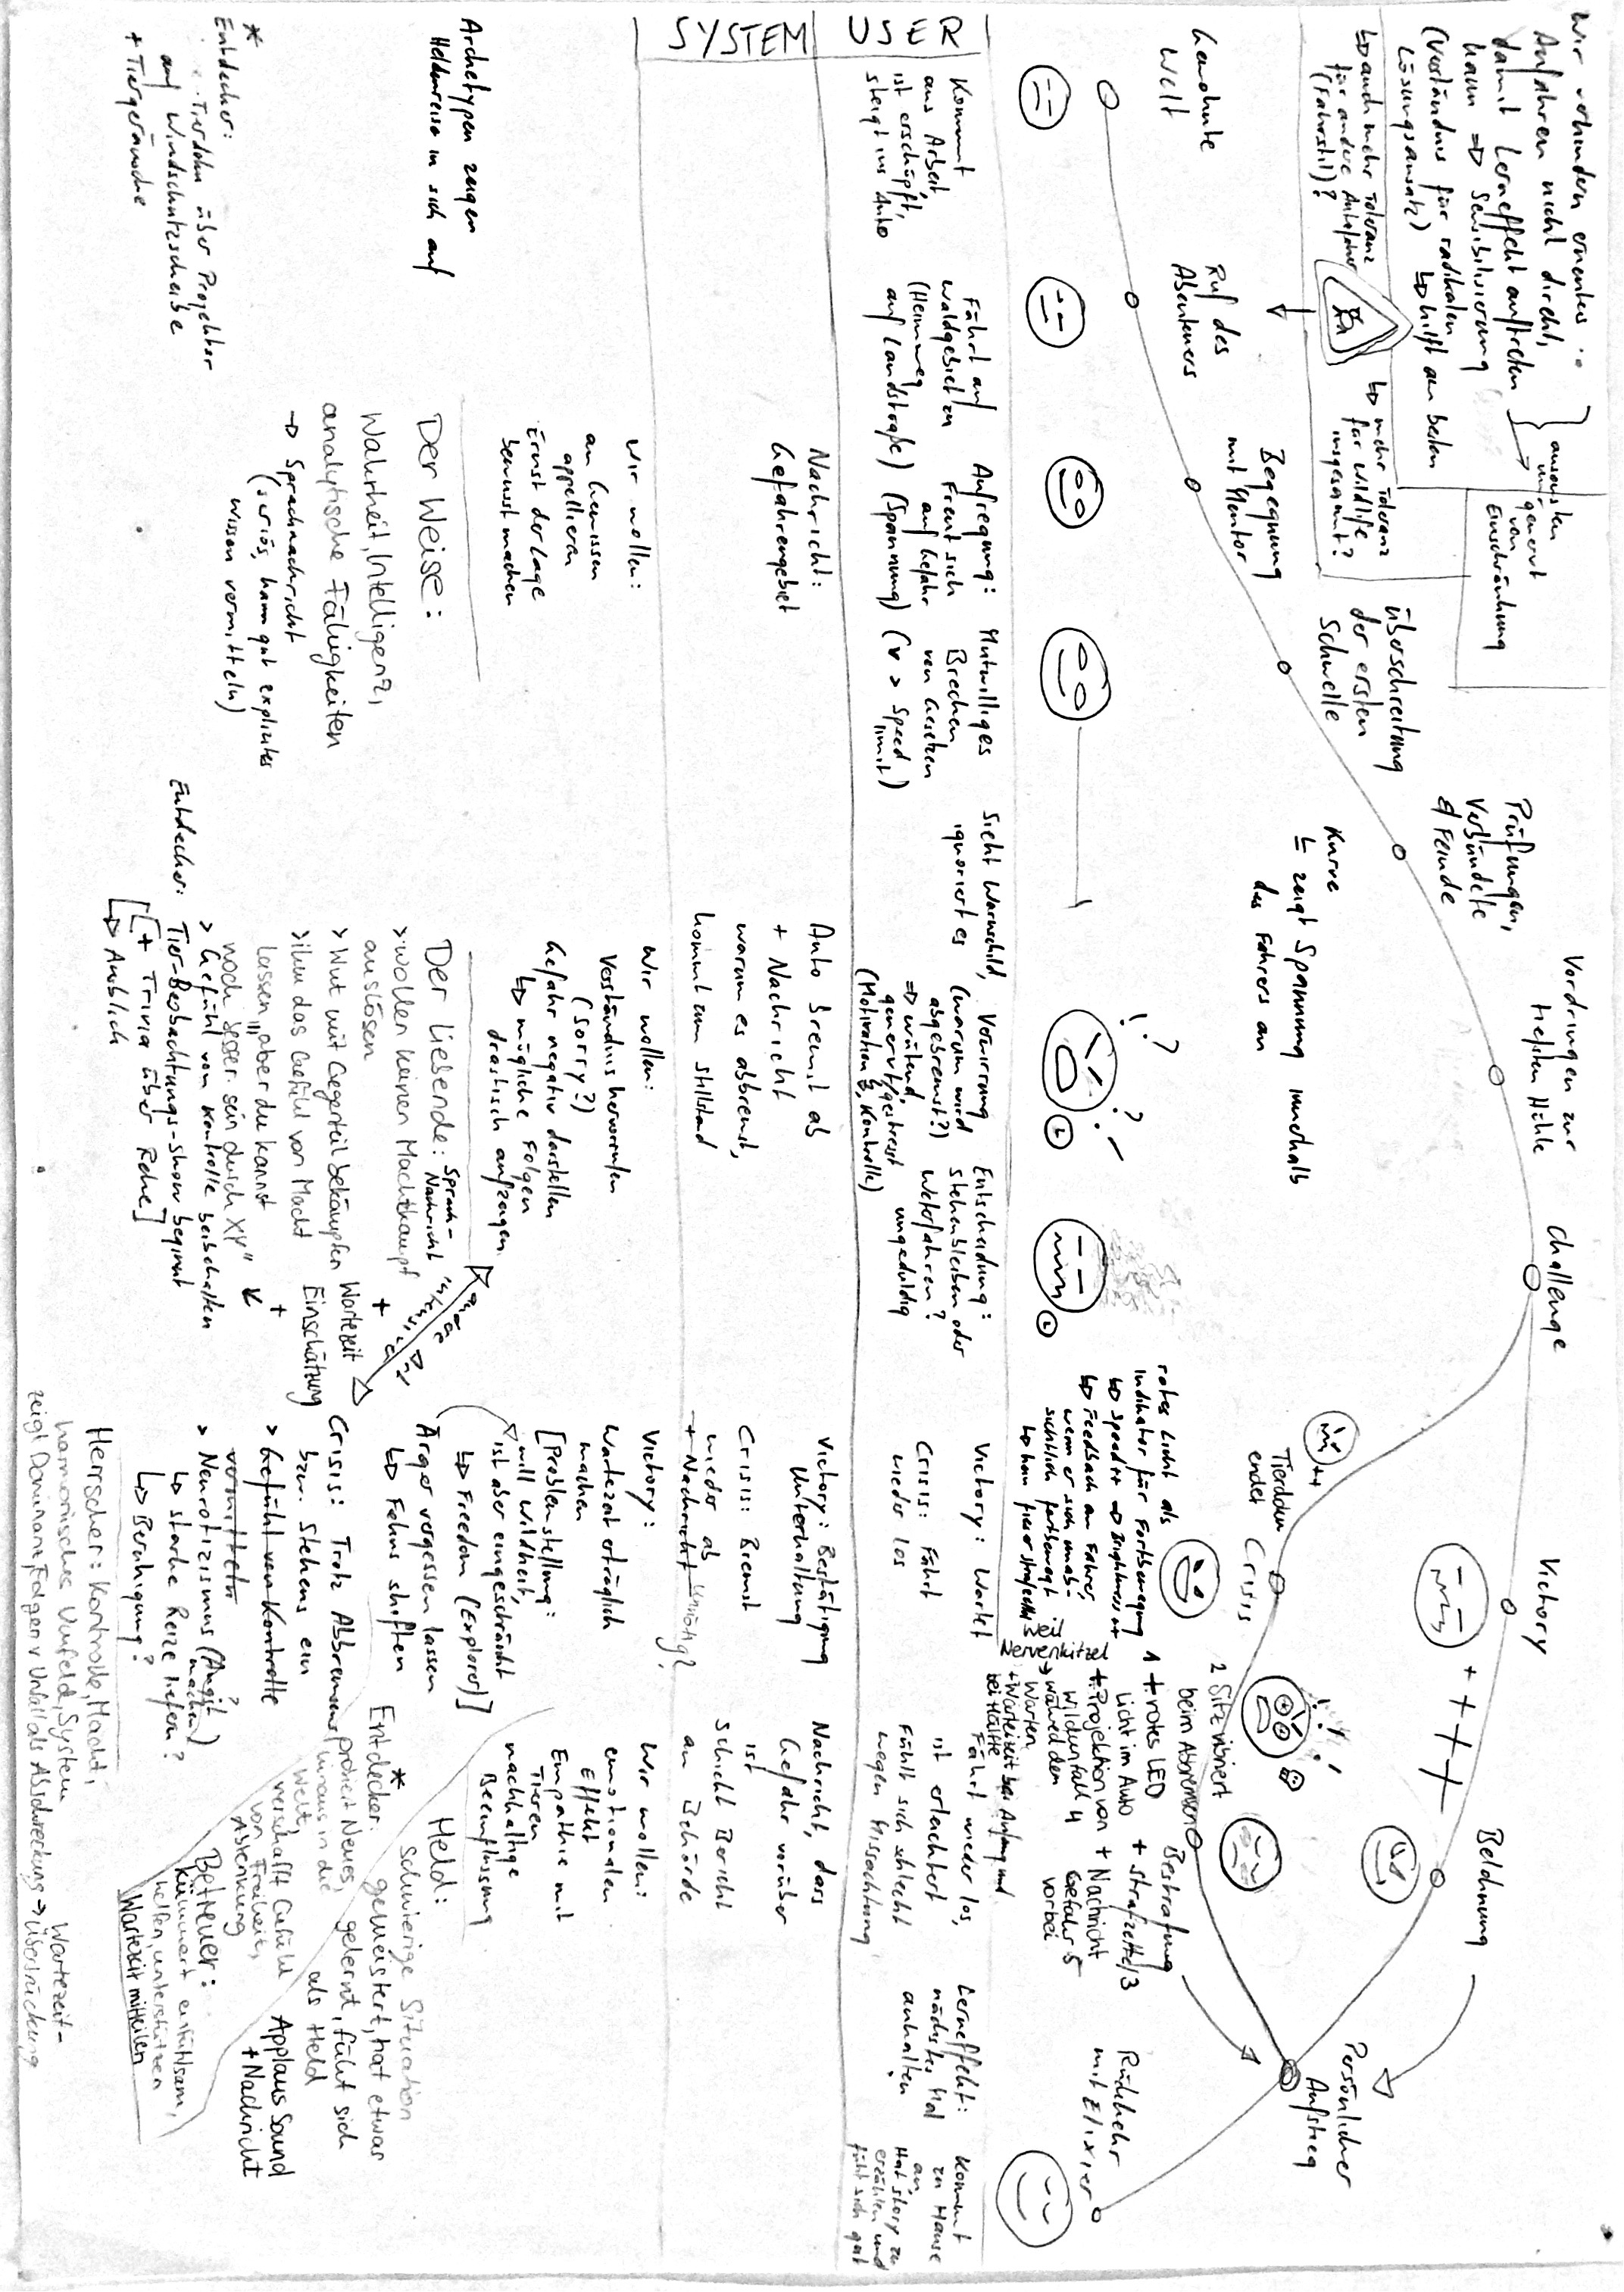 Wir verhindern erneutes
Anfahren nicht direkt,
damit Lerneffekt auftreten
kann => Sensibilisierung
(Verständnis für radikalen
Lösungsansatz)
↳ hilft am besten
ansonsten
nur
genervt
von
Einschränkung
↳ auch mehr Toleranz
für andere Autofahrer
(Fahrstil)?
↳ mehr Toleranz
für Wildlife
insgesamt?
Gewohnte
Welt
Ruf des
Abenteuers
Begegnung
mit Mentor
Überschreitung
der ersten
Schwelle
Prüfungen,
Verbündete
& Feinde
Vordringen zur
tiefsten Höhle
Challenge
Victory
Belohnung
Persönlicher
Aufstieg
Rückkehr
mit Elixier
Kurve
↳ zeigt Spannung innerhalb
des Fahrers an
++++
++
Tierdoku
endet
Crisis
rotes Licht als
Indikator für Fortbewegung
↳ Speed++ => Brightness++
↳ Feedback an Fahrer,
wenn er sich unab-
sichtlich fortbewegt
↳ kein fieser Strafzettel
weil
Nervenkitzel
2 Sitz vibriert
beim Abbremsen
1 + rotes LED
Licht im Auto
+ Projektion von
Wildunfall 4
währed dem
Warten
+ Wartezeit bei Anfang und
bei Hälfte
Bestrafung
+ Strafzettel 3
+ Nachricht
Gefahr 5
vorbei
USER
Kommt
aus Arbeit,
ist erschöpft,
steigt ins Auto
Fährt auf
Waldgebiet zu
(Heimweg
auf Landstraße)
Aufregung:
Freut sich
auf Gefahr
(Spannung)
Mutwilliges
Brechen
von Gesetzen
(v > Speed
limit)
Sieht Warnschild,
ignoriert es
Verwirrung
(warum wird
abgebremst?)
=> wütend,
genervt/gestresst
(Motivation &, Kontrolle)
Entscheidung:
stehenbleiben oder
weiterfahren?
ungeduldig
Victory: Wartet
Crisis: Fährt
wieder los
Fährt wieder los,
ist erleichtert
Fühlt sich schlecht
wegen Missachtung
Lerneffekt:
nächstes Mal
anhalten
Kommt
zu Hause
an,
Hat story zu
erzählen und
fühlt sich gut
SYSTEM
Nachricht:
Gefahrengebiet
Auto bremst ab
+ Nachricht
warum es abbremst,
kommt zum Stillstand
Victory: Bestätigung
Unterhaltung
Crisis: Bremst
wieder ab
+ Nachricht unnötig?
Nachricht, dass
Gefahr vorüber
ist
schickt Bericht
an Behörde
Wir wollen:
an Gewissen
appellieren
Ernst der Lage
bewusst machen
Wir wollen:
Verständnis hervorrufen
(sorry?)
Gefahr negativ darstellen
↳ mögliche Folgen
drastisch aufzeigen
Victory:
Wartezeit erträglich
machen
[Problemstellung:
will Wildheit,
ist aber eingeschränkt
↳ Freedom (Explorer)]
Ärger vergessen lassen
↳ Fokus shiften
Wir wollen:
emotionalen
Effekt
Empathie mit
Tieren
nachhaltige
Beeinflussung
Archetypen zeigen
Heldenreise in sich auf
Der Weise:
Wahrheit, Intelligenz,
analytische Fähigkeiten
→ Sprachnachricht
(seriös, kann gut explizites
Wissen vermitteln)
*
Entdecker:
Tierdoku über Projektor
auf Windschutzscheibe
+ Tiergeräusche
Der Liebende: Sprach-
Nachricht
> wollen keinen Machtkampf
auslösen
> Wut mit Gegenteil bekämpfen
> ihm das Gefühl von Macht
lassen, "aber du kannst
noch besser sein durch XY"
> Gefühl von Kontrolle beibehalten
Entdecker: Tier-Beobachtungs-show beginnt
[+ Trivia über Rehe]
↳ Ausblick
andere Art
intensiver
+
Wartezeit
Einschätzung
+
Crisis: Trotz Abbremsens
bzw. Stehens ein
> Gefühl von Kontrolle
vermitteln
> Neurotizismus (Angst
machen?)
↳ starke Reize liefern?
↳ Beruhigung?
Herrscher: Kontrolle, Macht,
harmonisches Umfeld, System
zeigt Dominanz, Folgen v Unfall als Abschreckung → Wartezeit-
überbrückung
*
Entdecker:
probiert Neues,
hinaus in die
Welt,
verschafft Gefühl
von Freiheit,
Ablenkung
Held:
schwierige Situation
gemeistert, hat etwas
gelernt, fühlt sich
als Held
Applaus Sound
+ Nachricht
Betreuer:
kümmert einfühlsam,
helfen, unterstützen
Wartezeit mitteilen